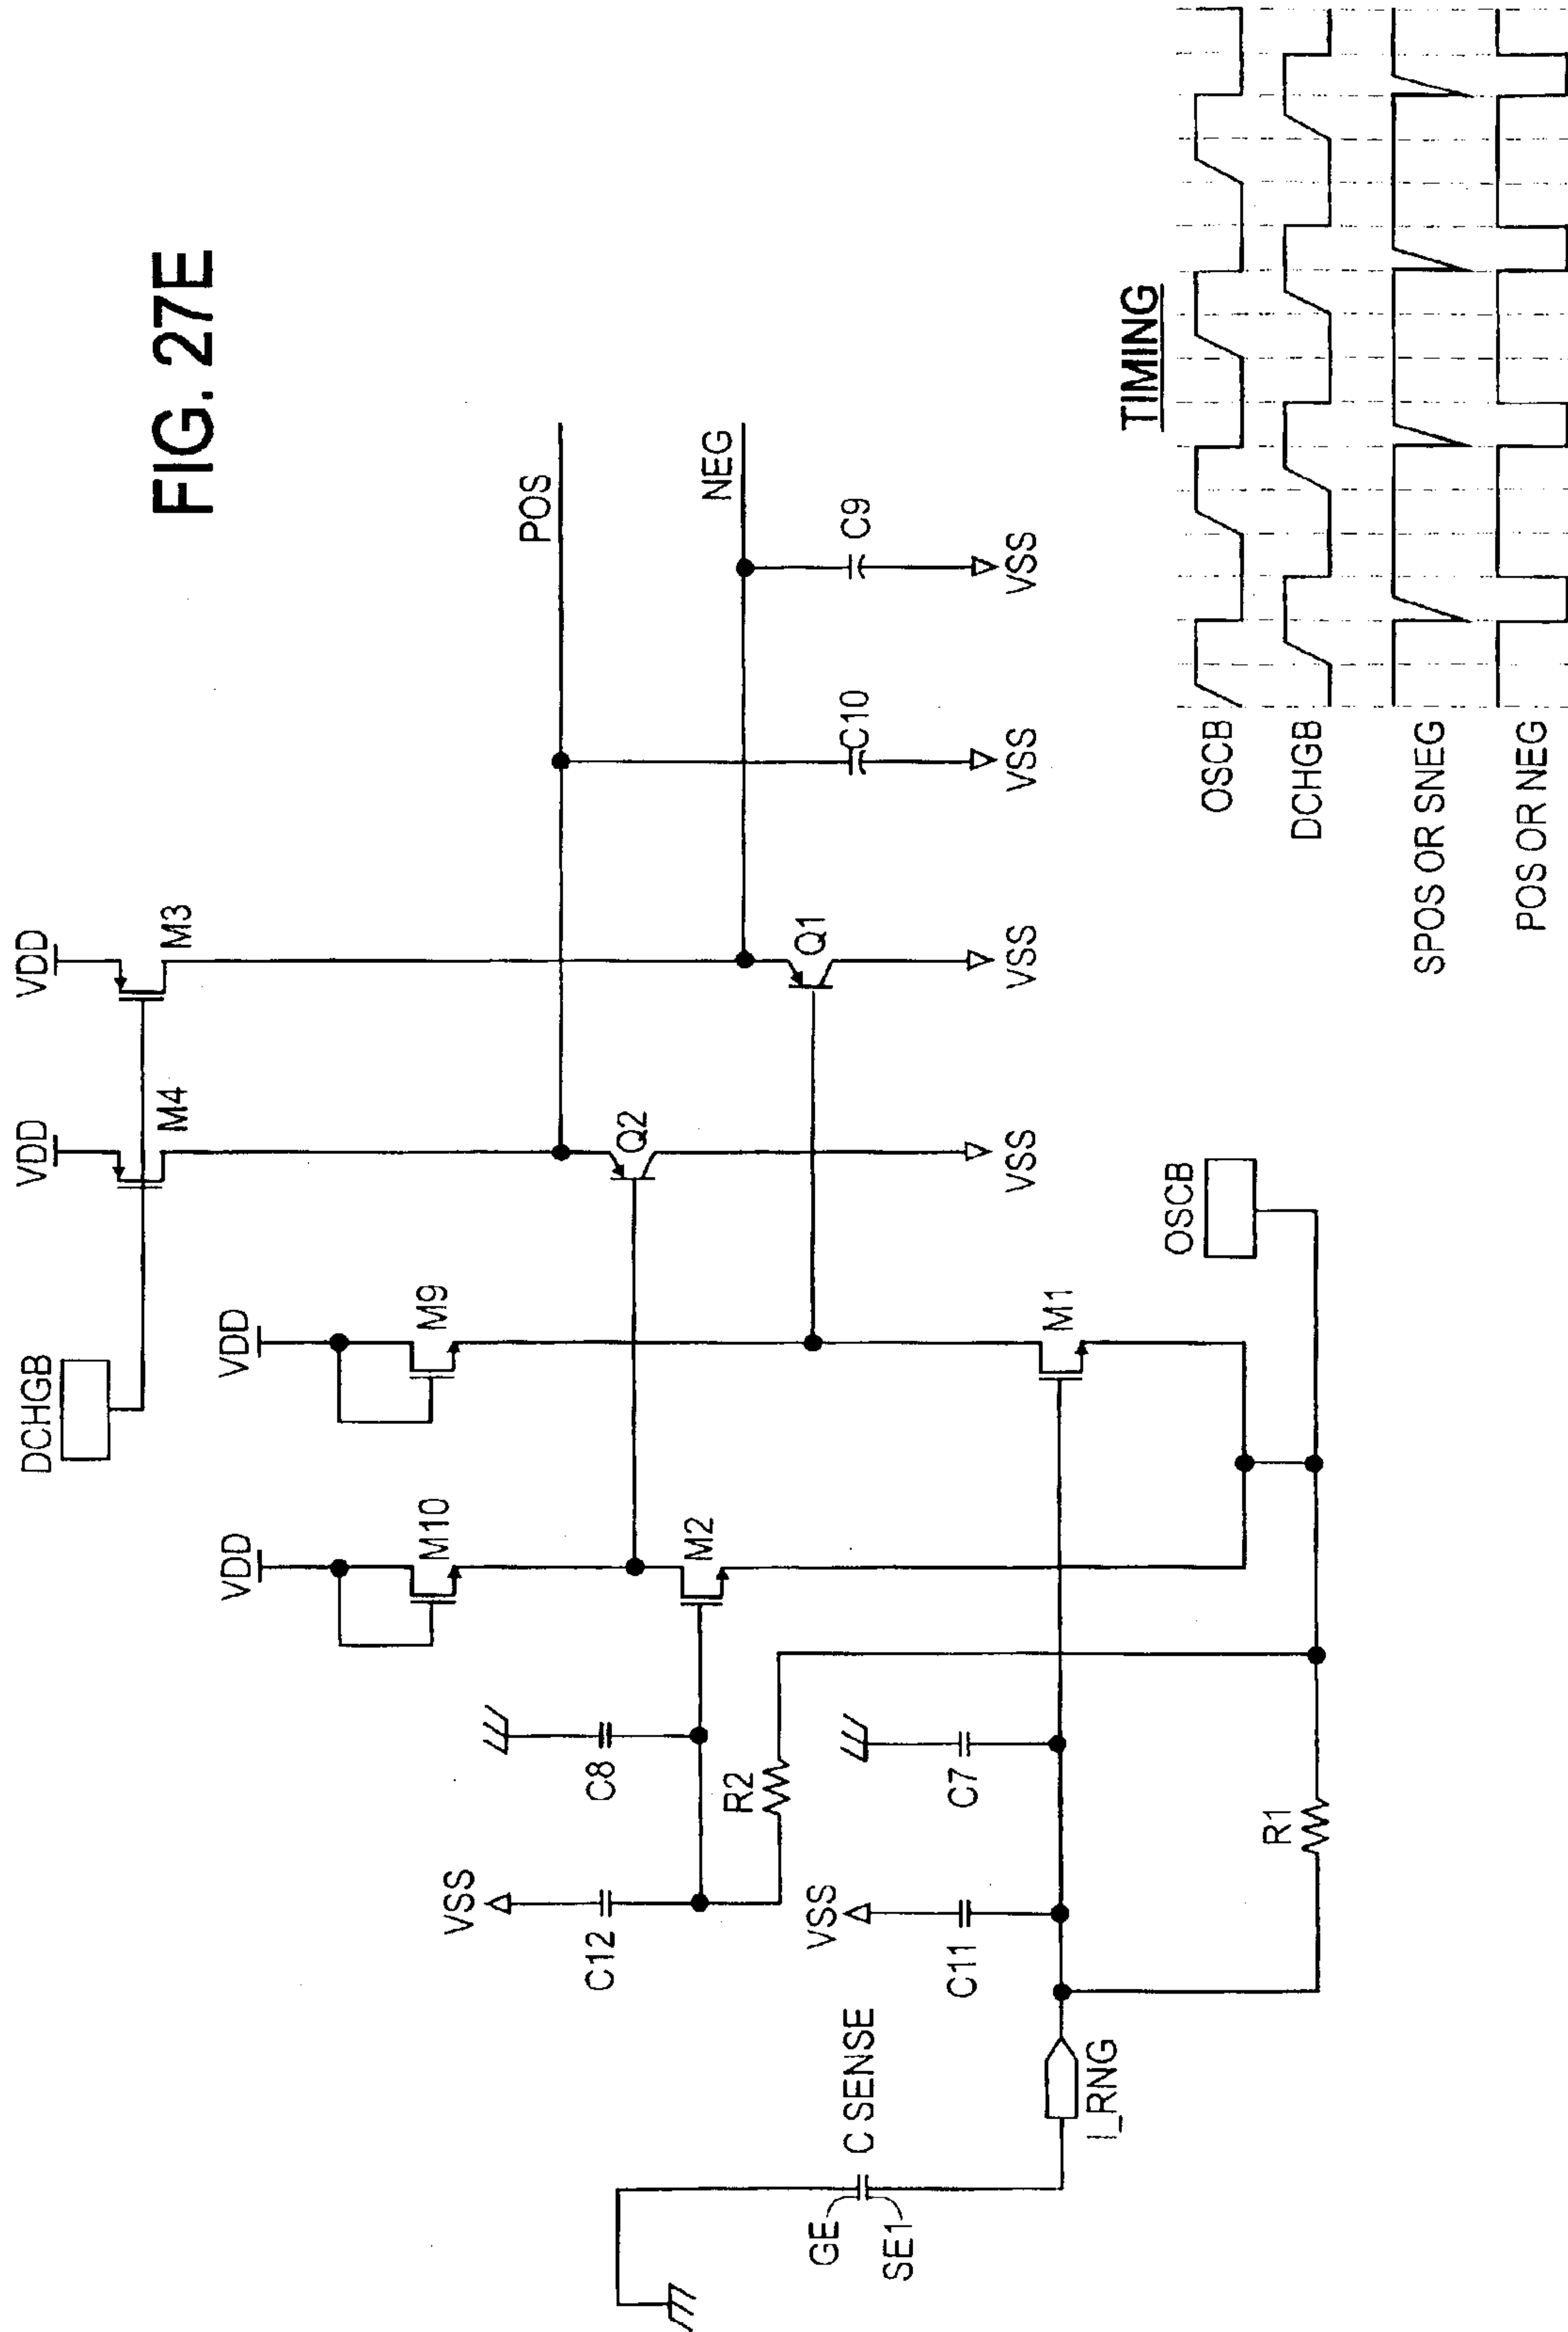 FIG. 27E
DCHGB
VDD
VDD
M4
M3
VDD
VDD
M10
M9
POS
NEG
Q2
Q1
C10
C9
VSS
VSS
VSS
VSS
VSS
C12
C8
M2
R2
VSS
C11
C7
M1
GE
SE1
C SENSE
I_RNG
R1
OSCB
TIMING
OSCB
DCHGB
SPOS OR SNEG
POS OR NEG